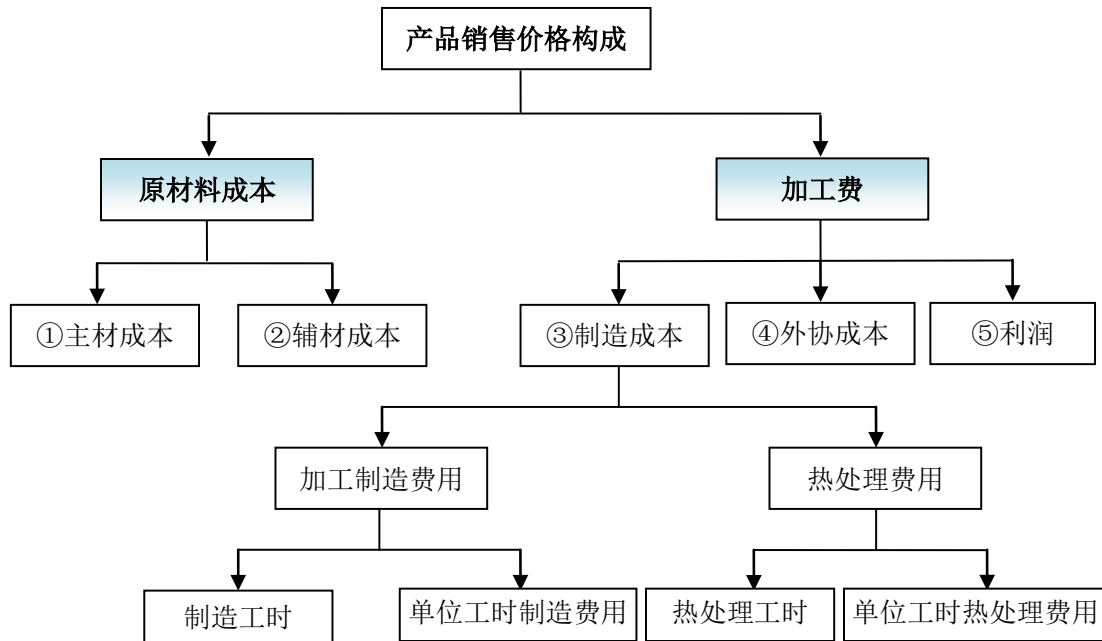 产品销售价格构成
原材料成本
加工费
①主材成本
②辅材成本
③制造成本
④外协成本
⑤利润
加工制造费用
热处理费用
制造工时
单位工时制造费用
热处理工时
单位工时热处理费用